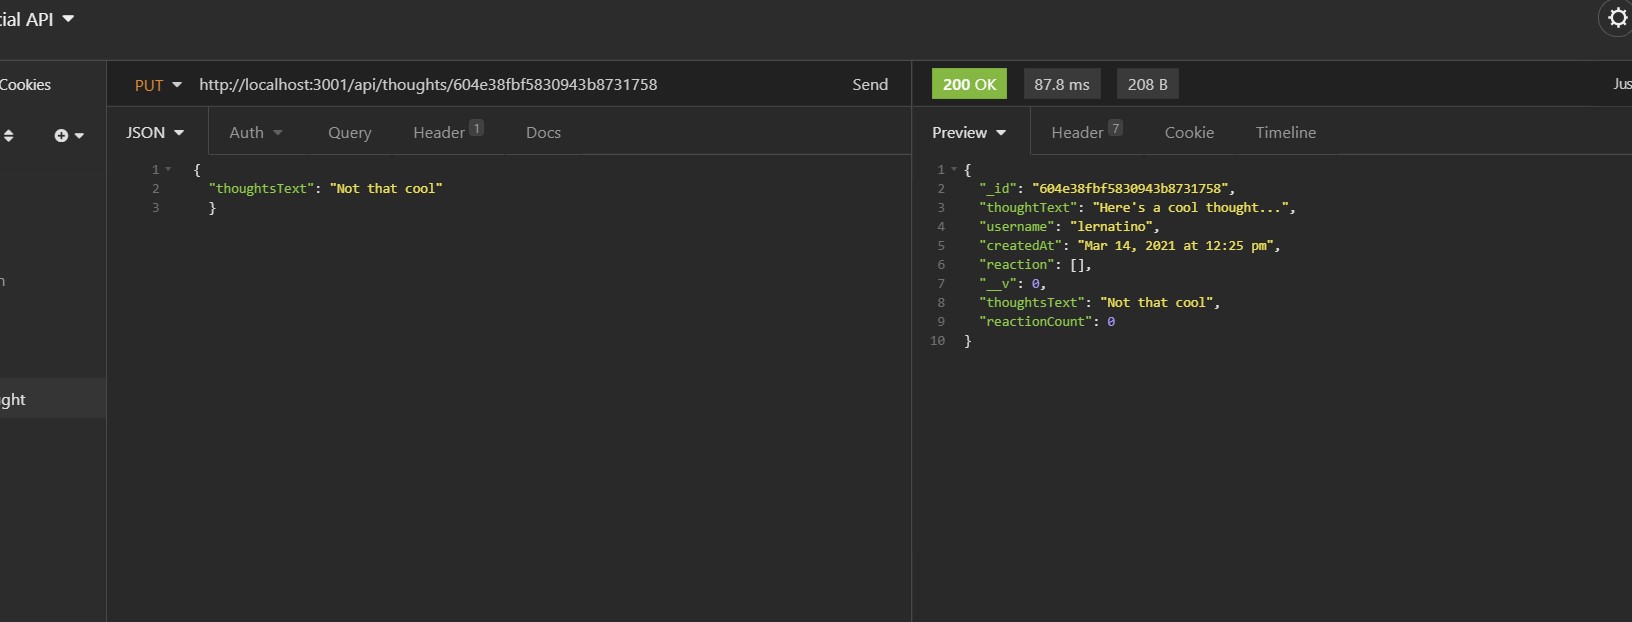 cial API
Cookies
PUT http://localhost:3001/api/thoughts/604e38fbf5830943b8731758 Send
200 OK 87.8 ms 208 B Jus
JSON Auth Query Header 1 Docs
Preview Header 7 Cookie Timeline
1 {
2 "thoughtsText": "Not that cool"
3 }
1 {
2 "_id": "604e38fbf5830943b8731758",
3 "thoughtText": "Here's a cool thought...",
4 "username": "lernatino",
5 "createdAt": "Mar 14, 2021 at 12:25 pm",
6 "reaction": [],
7 "__v": 0,
8 "thoughtsText": "Not that cool",
9 "reactionCount": 0
10 }
n
ght